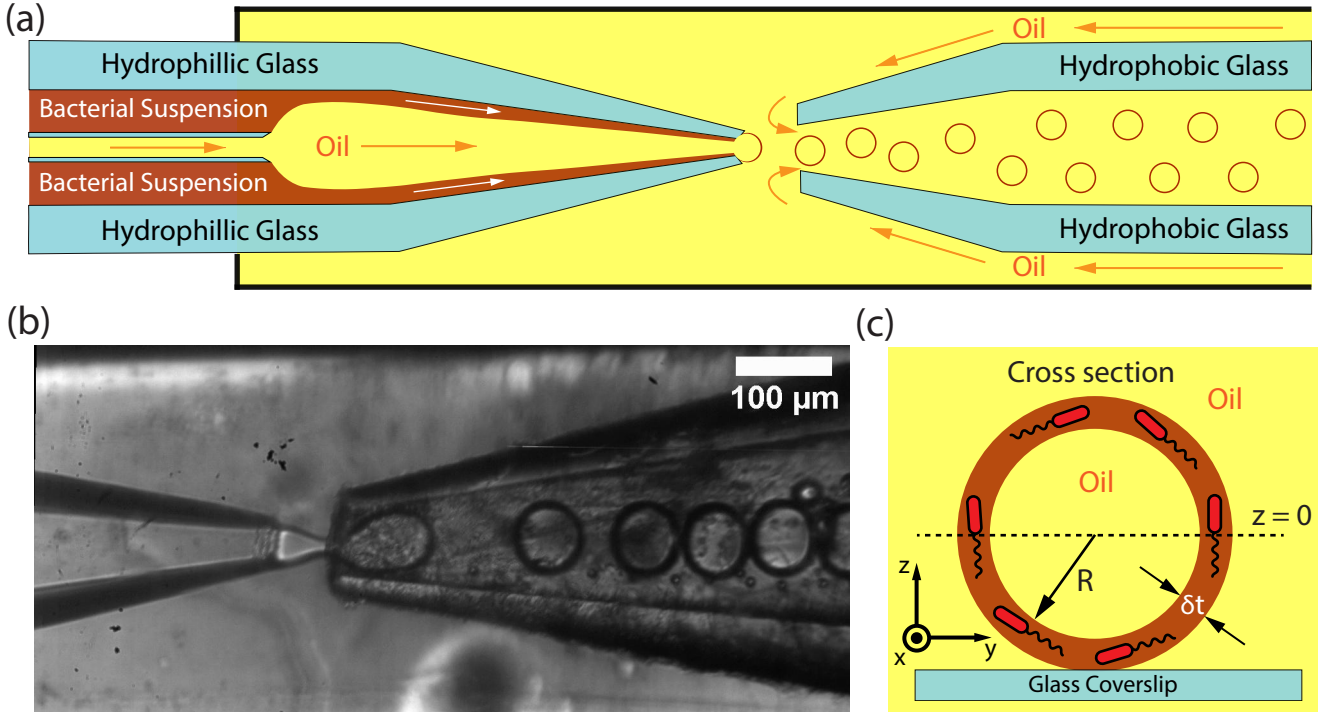 (a)
Hydrophillic Glass
Bacterial Suspension
Oil
Bacterial Suspension
Hydrophillic Glass
Oil
Hydrophobic Glass
Hydrophobic Glass
Oil
(b)
100 µm
(c)
Cross section
Oil
Oil
z = 0
R
δt
z
x
y
Glass Coverslip